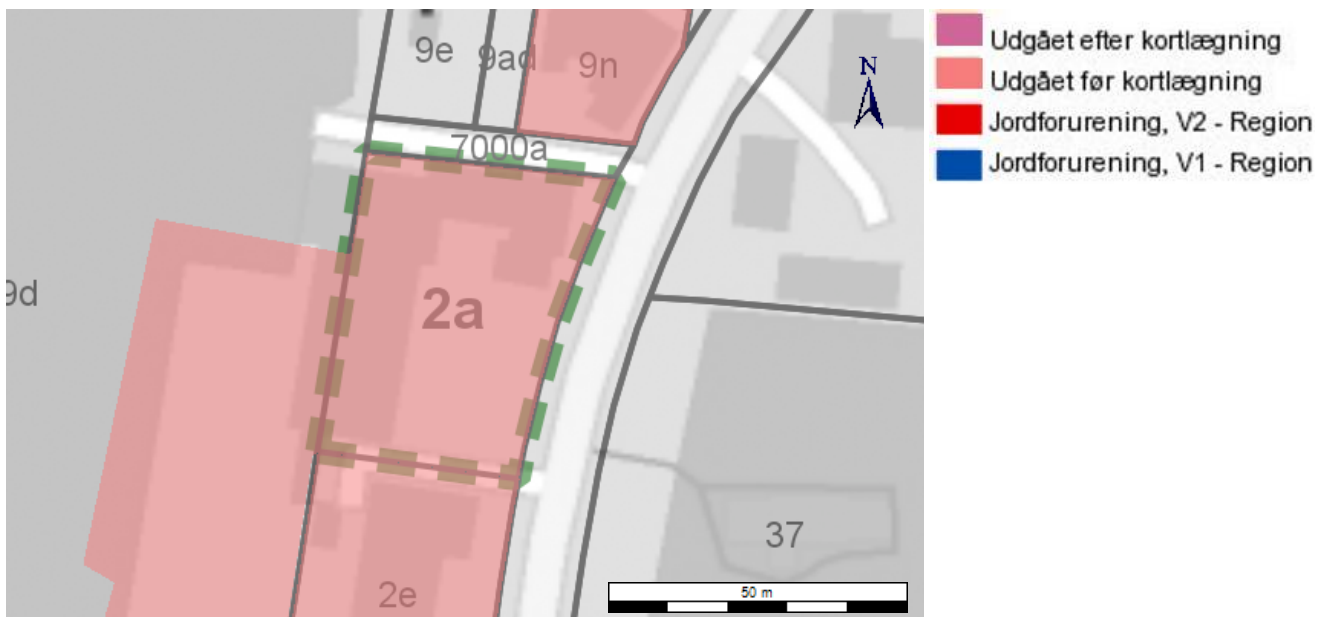 9e
9ad
9n
7000a
9d
2a
2e
37
N
50 m
Udgået efter kortlægning
Udgået før kortlægning
Jordforurening, V2 - Region
Jordforurening, V1 - Region